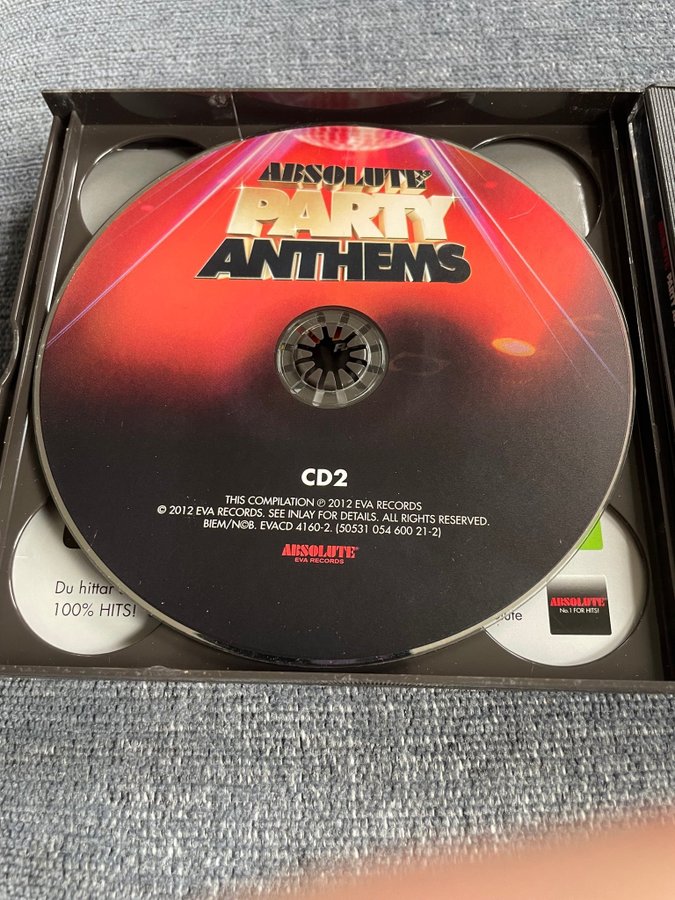 ABSOLUTE
PARTY
ANTHEMS
CD2
THIS COMPILATION ℗ 2012 EVA RECORDS
© 2012 EVA RECORDS. SEE INLAY FOR DETAILS. ALL RIGHTS RESERVED.
BIEM/N©B. EVACD 4160-2. (50531 054 600 21-2)
ABSOLUTE®
EVA RECORDS
Du hittar
100% HITS!
ABSOLUTE®
No.1 FOR HITS!